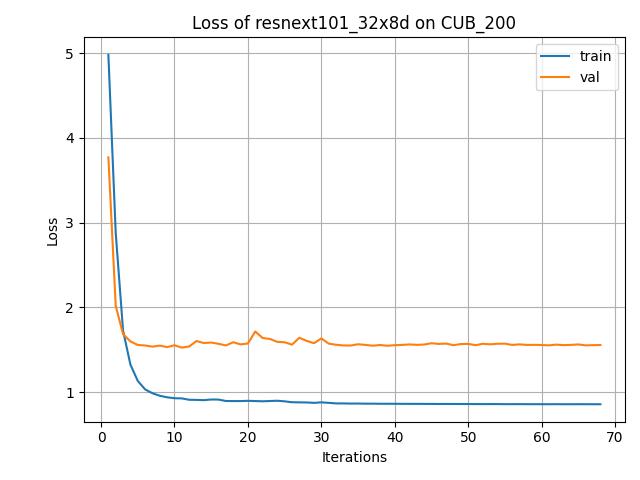 Loss of resnext101_32x8d on CUB_200
train
val
Loss
5
4
3
2
1
0 10 20 30 40 50 60 70
Iterations